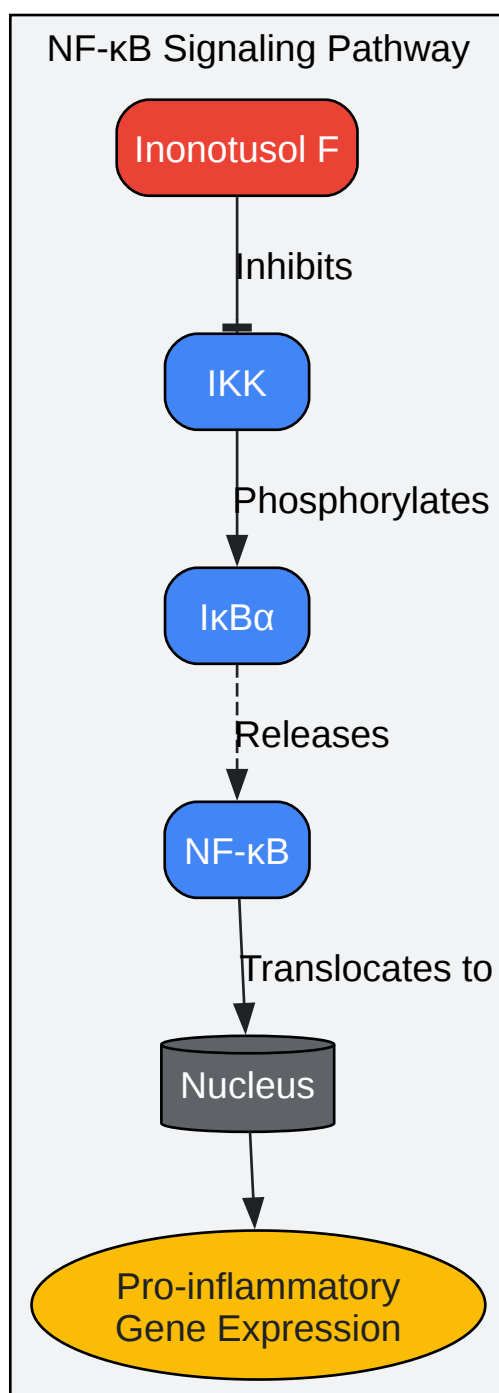 NF-κB Signaling Pathway
Inonotusol F
Inhibits
IKK
Phosphorylates
IκBα
Releases
NF-κB
Translocates to
Nucleus
Pro-inflammatory
Gene Expression